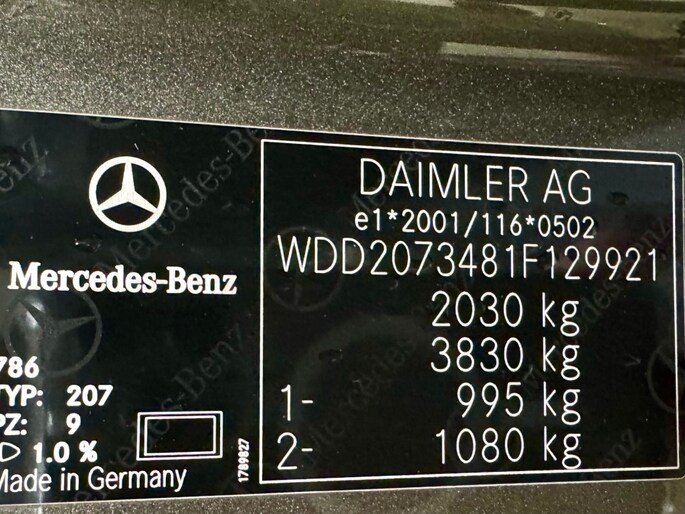 Mercedes-Benz
786
TYP: 207
PZ: 9
1.0 %
Made in Germany
1789827
DAIMLER AG
e1*2001/116*0502
WDD2073481F129921
2030 kg
3830 kg
1- 995 kg
2- 1080 kg